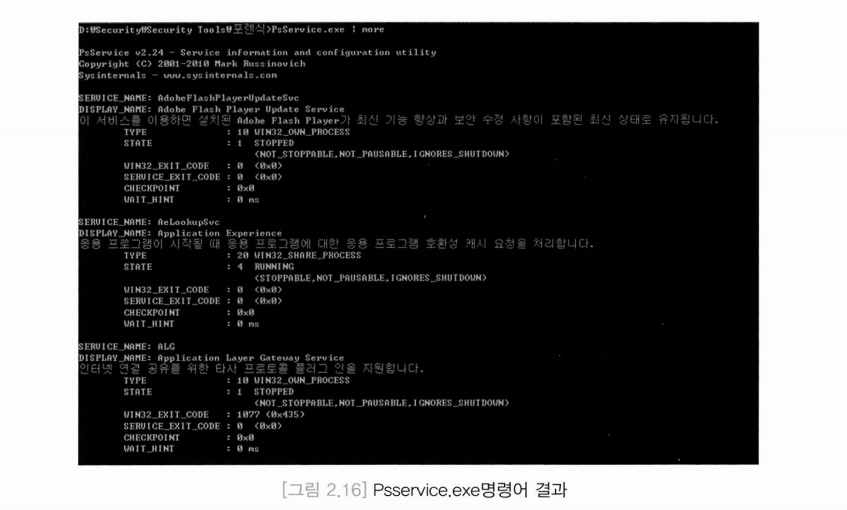 D:₩Security₩Security Tools₩포렌식>PsService.exe | more
PsService v2.24 - Service information and configuration utility
Copyright (C) 2001-2010 Mark Russinovich
Sysinternals - www.sysinternals.com
SERVICE_NAME: AdobeFlashPlayerUpdateSvc
DISPLAY_NAME: Adobe Flash Player Update Service
이 서비스를 이용하면 설치된 Adobe Flash Player가 최신 기능 향상과 보안 수정 사항이 포함된 최신 상태로 유지됩니다.
TYPE : 10 WIN32_OWN_PROCESS
STATE : 1 STOPPED
(NOT_STOPPABLE,NOT_PAUSABLE,IGNORES_SHUTDOWN)
WIN32_EXIT_CODE : 0 (0x0)
SERVICE_EXIT_CODE : 0 (0x0)
CHECKPOINT : 0x0
WAIT_HINT : 0 ms
SERVICE_NAME: AeLookupSvc
DISPLAY_NAME: Application Experience
응용 프로그램이 시작될 때 응용 프로그램에 대한 응용 프로그램 호환성 캐시 요청을 처리합니다.
TYPE : 20 WIN32_SHARE_PROCESS
STATE : 4 RUNNING
(STOPPABLE,NOT_PAUSABLE,IGNORES_SHUTDOWN)
WIN32_EXIT_CODE : 0 (0x0)
SERVICE_EXIT_CODE : 0 (0x0)
CHECKPOINT : 0x0
WAIT_HINT : 0 ms
SERVICE_NAME: ALG
DISPLAY_NAME: Application Layer Gateway Service
인터넷 연결 공유를 위한 타사 프로토콜 플러그 인을 지원합니다.
TYPE : 10 WIN32_OWN_PROCESS
STATE : 1 STOPPED
(NOT_STOPPABLE,NOT_PAUSABLE,IGNORES_SHUTDOWN)
WIN32_EXIT_CODE : 1077 (0x435)
SERVICE_EXIT_CODE : 0 (0x0)
CHECKPOINT : 0x0
WAIT_HINT : 0 ms
[그림 2.16] Psservice.exe명령어 결과